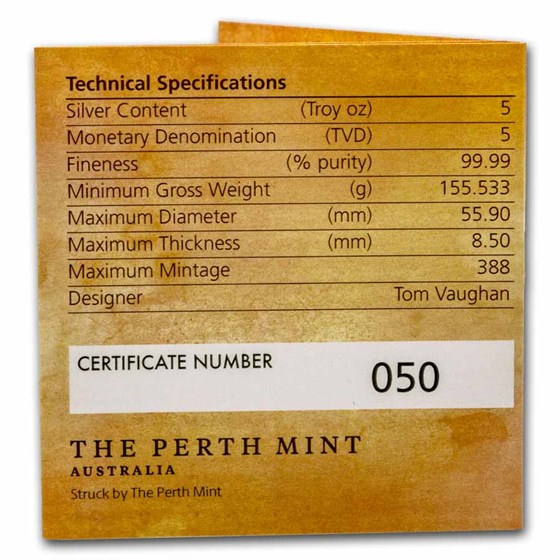 Technical Specifications
Silver Content (Troy oz) 5
Monetary Denomination (TVD) 5
Fineness (% purity) 99.99
Minimum Gross Weight (g) 155.533
Maximum Diameter (mm) 55.90
Maximum Thickness (mm) 8.50
Maximum Mintage 388
Designer Tom Vaughan
CERTIFICATE NUMBER 050
THE PERTH MINT
AUSTRALIA
Struck by The Perth Mint